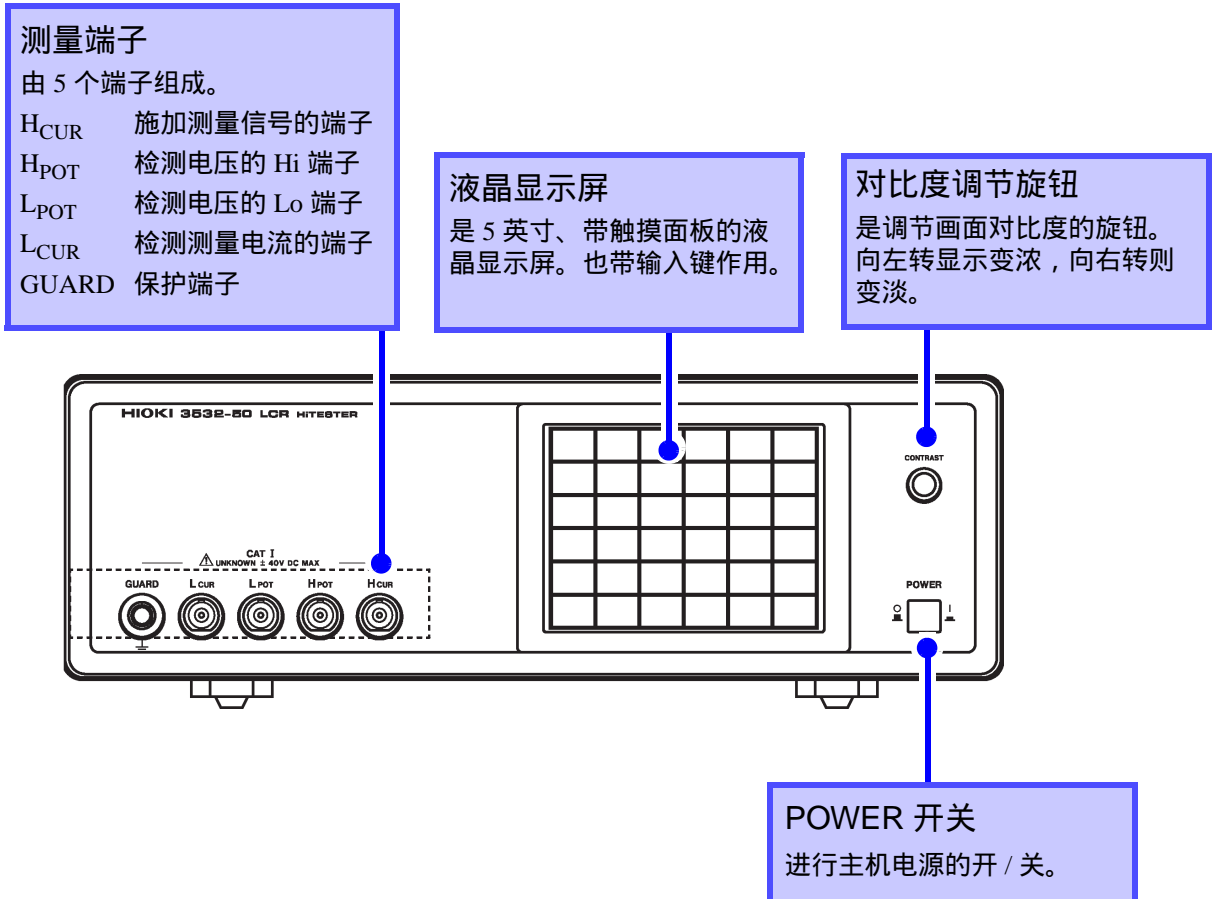 测量端子
由 5 个端子组成。
HCUR 施加测量信号的端子
HPOT 检测电压的 Hi 端子
LPOT 检测电压的 Lo 端子
LCUR 检测测量电流的端子
GUARD 保护端子
液晶显示屏
是 5 英寸、带触摸面板的液
晶显示屏。也带输入键作用。
对比度调节旋钮
是调节画面对比度的旋钮。
向左转显示变浓，向右转则
变淡。
HIOKI 3532-50 LCR HiTESTER
CONTRAST
CAT I
UNKNOWN ± 40V DC MAX
GUARD L CUR L POT H POT H CUR
POWER
POWER 开关
进行主机电源的开 / 关。